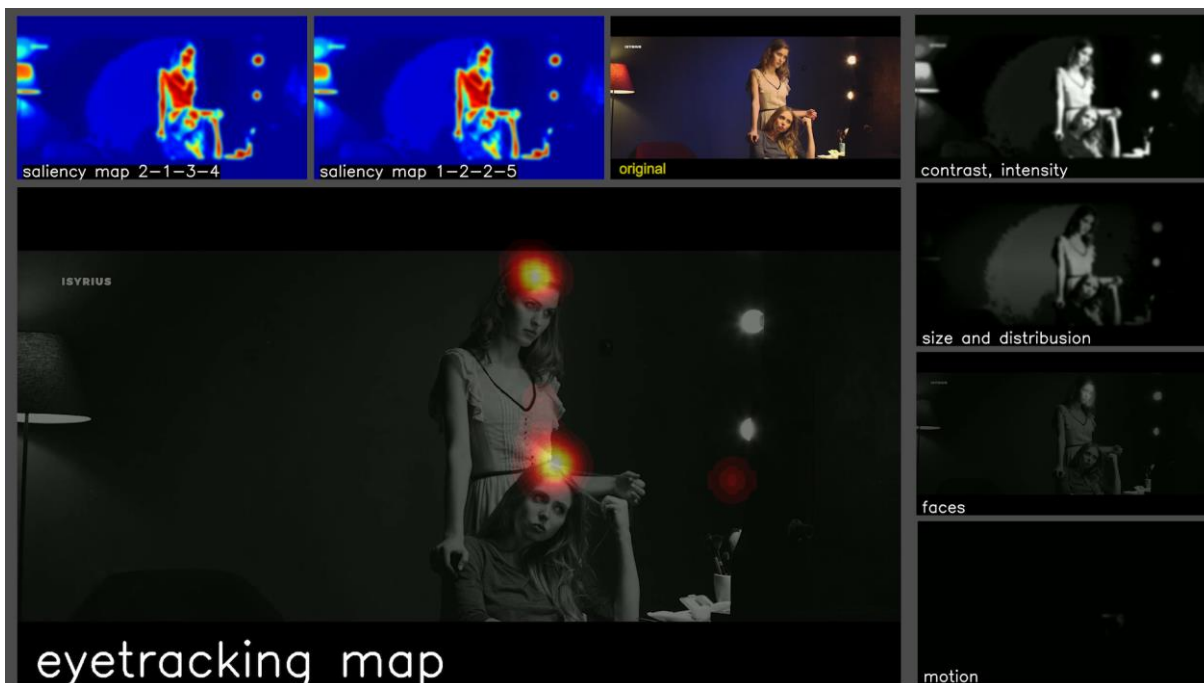 saliency map 2-1-3-4
saliency map 1-2-2-5
original
contrast, intensity
size and distribusion
faces
motion
ISYRIUS
eyetracking map